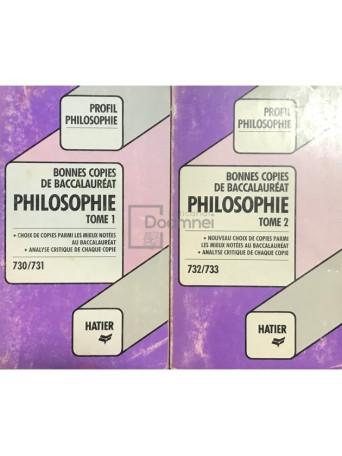 PROFIL
PHILOSOPHIE
BONNES COPIES
DE BACCALAURÉAT
PHILOSOPHIE
TOME 1
• CHOIX DE COPIES PARMI LES MIEUX NOTÉES
AU BACCALAURÉAT
• ANALYSE CRITIQUE DE CHAQUE COPIE
730/731
HATIER
PROFIL
PHILOSOPHIE
BONNES COPIES
DE BACCALAURÉAT
PHILOSOPHIE
TOME 2
• NOUVEAU CHOIX DE COPIES PARMI
LES MIEUX NOTÉES AU BACCALAURÉAT
• ANALYSE CRITIQUE DE CHAQUE COPIE
732/733
HATIER